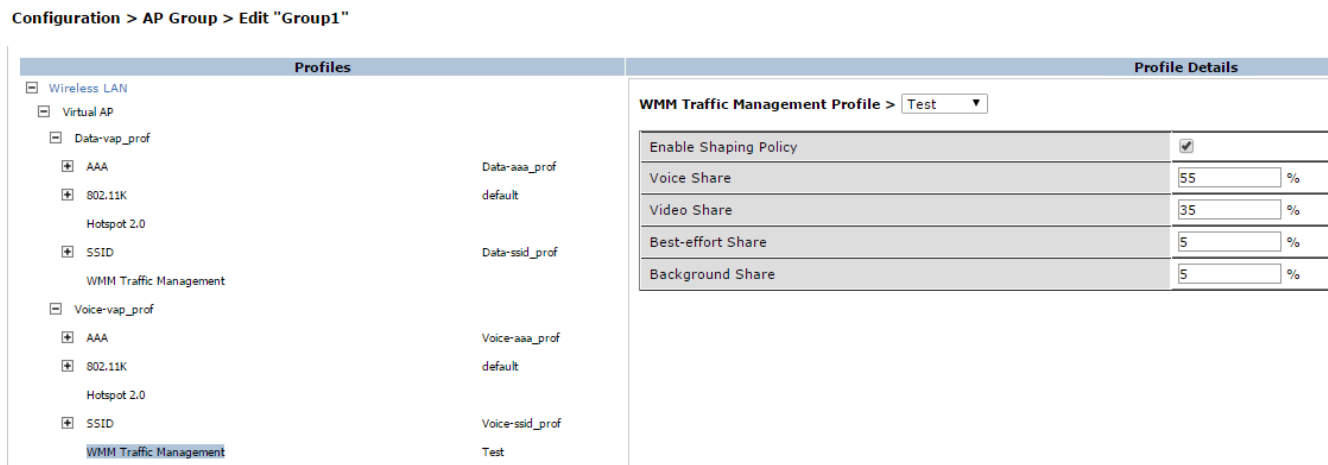 Configuration > AP Group > Edit "Group1"
Profiles
Profile Details
Wireless LAN
Virtual AP
Data-vap_prof
AAA Data-aaa_prof
802.11K default
Hotspot 2.0
SSID Data-ssid_prof
WMM Traffic Management
Voice-vap_prof
AAA Voice-aaa_prof
802.11K default
Hotspot 2.0
SSID Voice-ssid_prof
WMM Traffic Management Test
WMM Traffic Management Profile > Test
Enable Shaping Policy
Voice Share 55 %
Video Share 35 %
Best-effort Share 5 %
Background Share 5 %